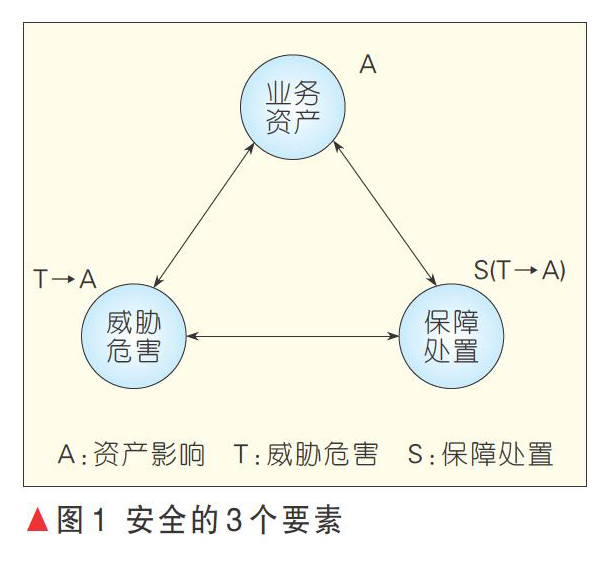 A
业务
资产
T→A
S(T→A)
威胁
危害
保障
处置
A:资产影响 T:威胁危害 S:保障处置
▲图1 安全的3个要素